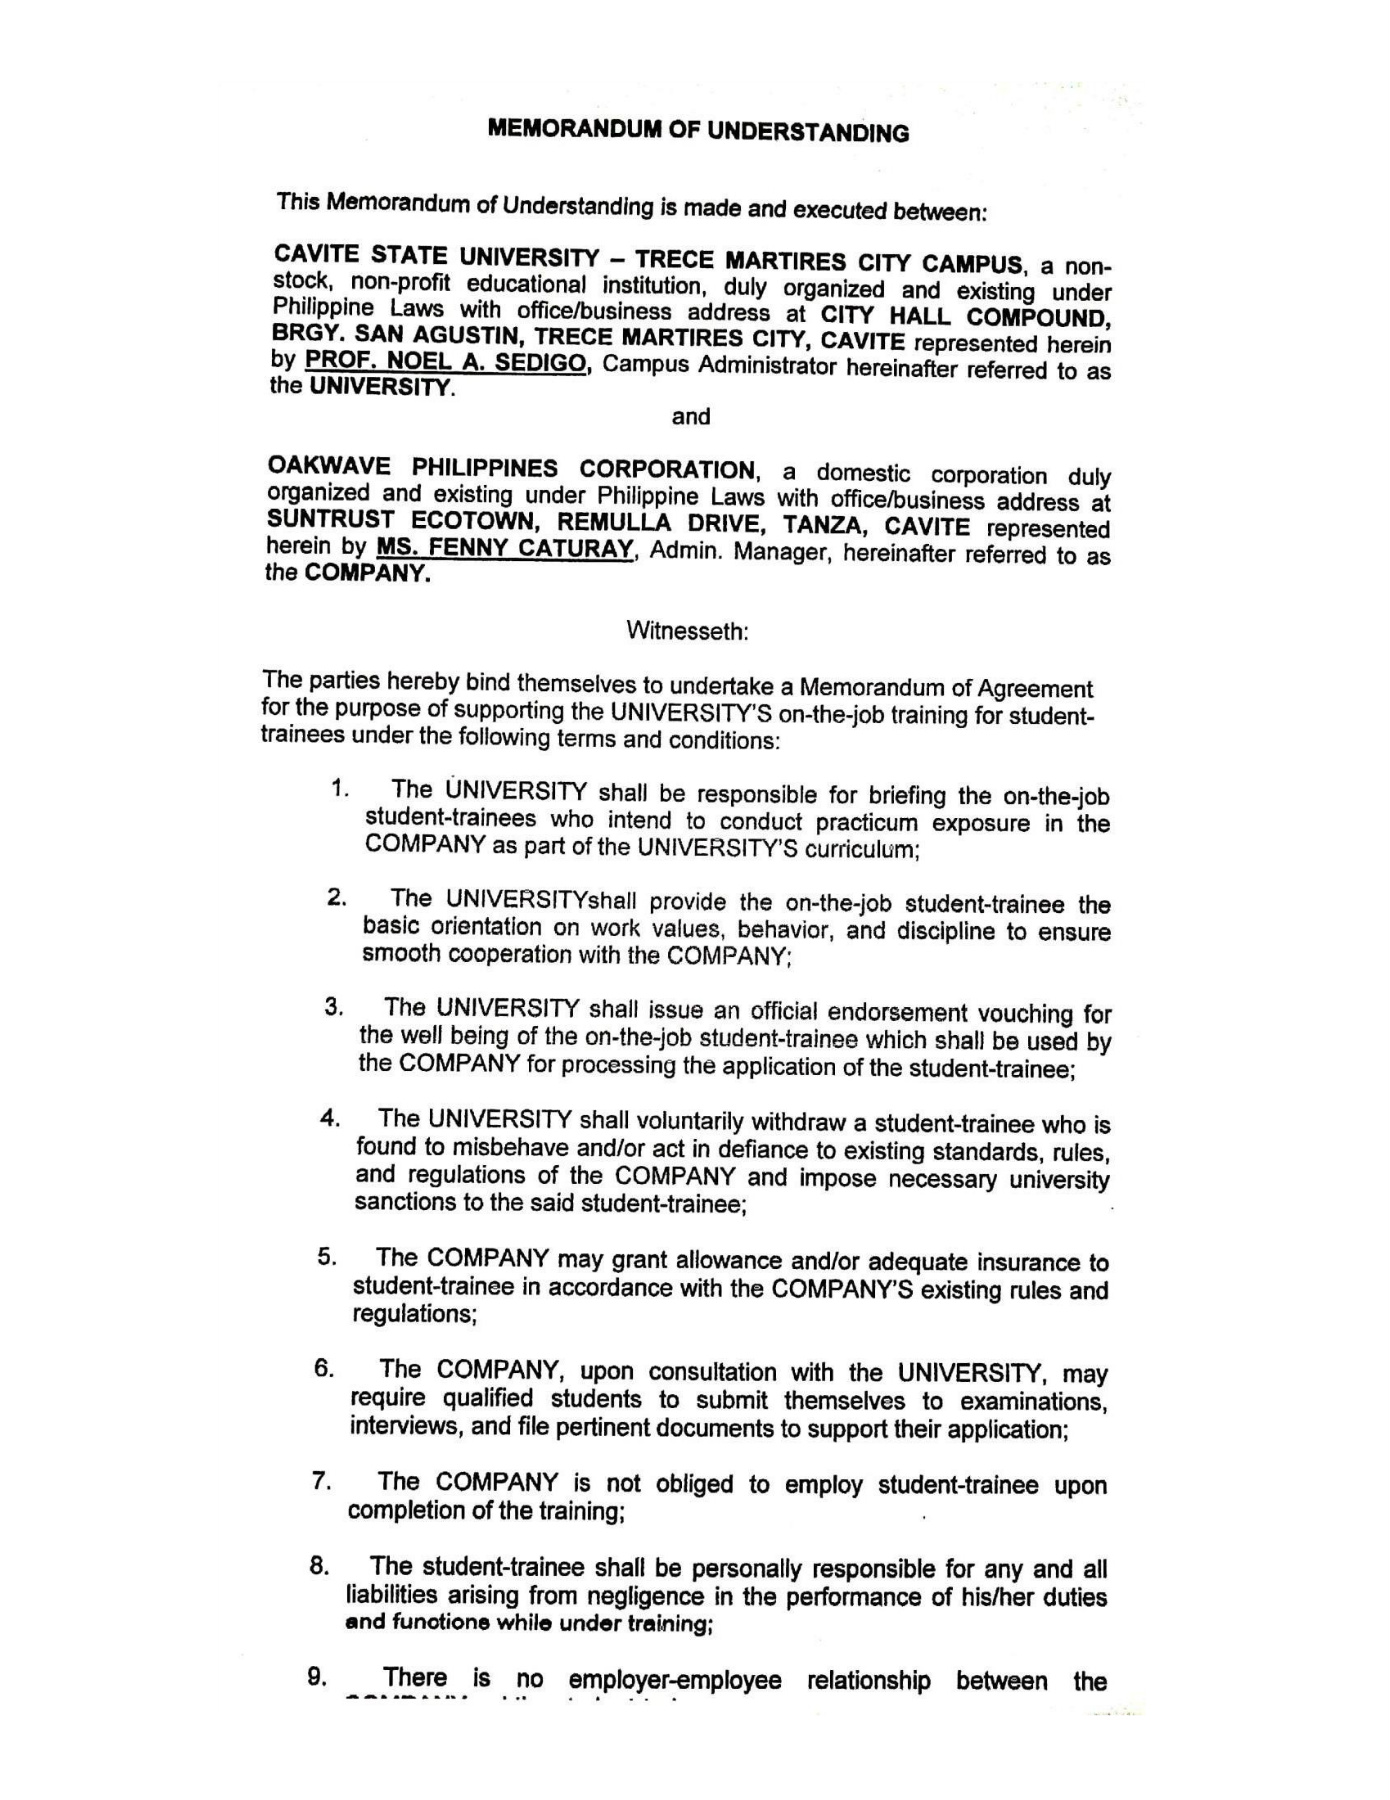 MEMORANDUM OF UNDERSTANDING
This Memorandum of Understanding is made and executed between:
CAVITE STATE UNIVERSITY – TRECE MARTIRES CITY CAMPUS, a non-
stock, non-profit educational institution, duly organized and existing under
Philippine Laws with office/business address at CITY HALL COMPOUND,
BRGY. SAN AGUSTIN, TRECE MARTIRES CITY, CAVITE represented herein
by PROF. NOEL A. SEDIGO, Campus Administrator hereinafter referred to as
the UNIVERSITY.
and
OAKWAVE PHILIPPINES CORPORATION, a domestic corporation duly
organized and existing under Philippine Laws with office/business address at
SUNTRUST ECOTOWN, REMULLA DRIVE, TANZA, CAVITE represented
herein by MS. FENNY CATURAY, Admin. Manager, hereinafter referred to as
the COMPANY.
Witnesseth:
The parties hereby bind themselves to undertake a Memorandum of Agreement
for the purpose of supporting the UNIVERSITY'S on-the-job training for student-
trainees under the following terms and conditions:
1. The UNIVERSITY shall be responsible for briefing the on-the-job
student-trainees who intend to conduct practicum exposure in the
COMPANY as part of the UNIVERSITY'S curriculum;
2. The UNIVERSITYshall provide the on-the-job student-trainee the
basic orientation on work values, behavior, and discipline to ensure
smooth cooperation with the COMPANY;
3. The UNIVERSITY shall issue an official endorsement vouching for
the well being of the on-the-job student-trainee which shall be used by
the COMPANY for processing the application of the student-trainee;
4. The UNIVERSITY shall voluntarily withdraw a student-trainee who is
found to misbehave and/or act in defiance to existing standards, rules,
and regulations of the COMPANY and impose necessary university
sanctions to the said student-trainee;
5. The COMPANY may grant allowance and/or adequate insurance to
student-trainee in accordance with the COMPANY'S existing rules and
regulations;
6. The COMPANY, upon consultation with the UNIVERSITY, may
require qualified students to submit themselves to examinations,
interviews, and file pertinent documents to support their application;
7. The COMPANY is not obliged to employ student-trainee upon
completion of the training;
8. The student-trainee shall be personally responsible for any and all
liabilities arising from negligence in the performance of his/her duties
and functions while under training;
9. There is no employer-employee relationship between the